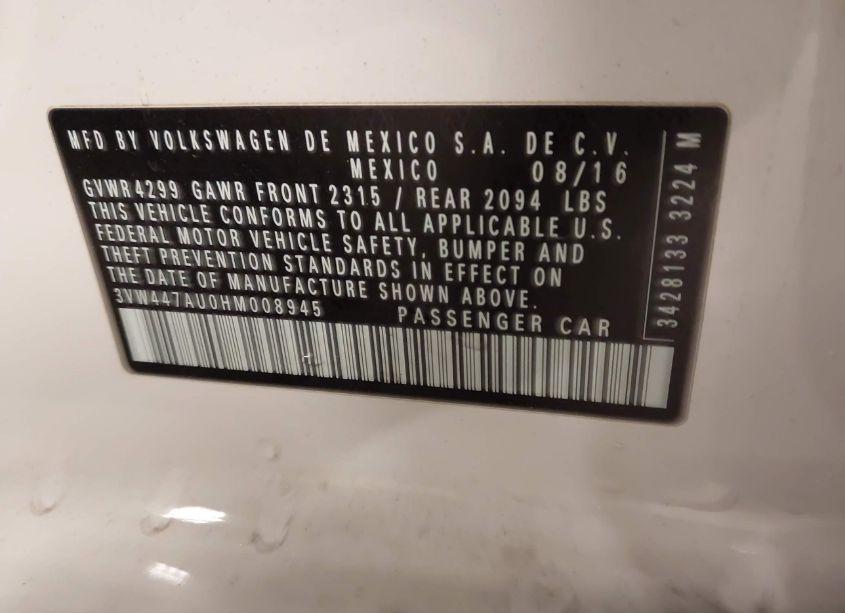 MFD BY VOLKSWAGEN DE MEXICO S.A. DE C.V.
MEXICO 08/16
GVWR4299 GAWR FRONT 2315 / REAR 2094 LBS
THIS VEHICLE CONFORMS TO ALL APPLICABLE U.S.
FEDERAL MOTOR VEHICLE SAFETY, BUMPER AND
THEFT PREVENTION STANDARDS IN EFFECT ON
THE DATE OF MANUFACTURE SHOWN ABOVE.
3VW447AU0HM008945 PASSENGER CAR
3428133 3224 M